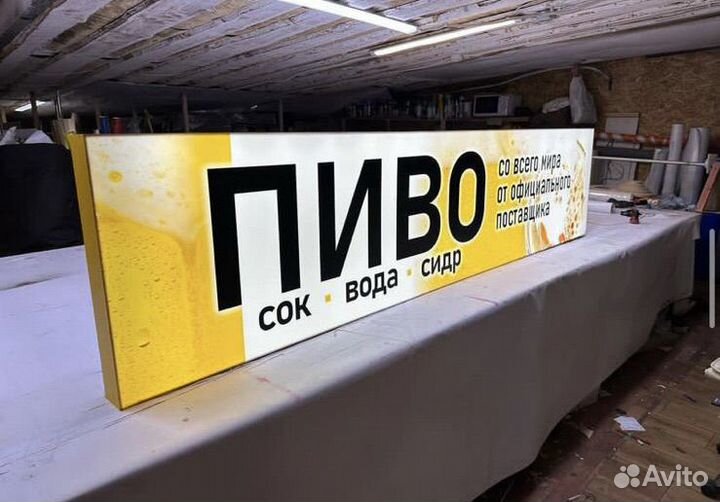 ПИВО
со всего мира
от официального
поставщика
сок · вода · сидр
Avito